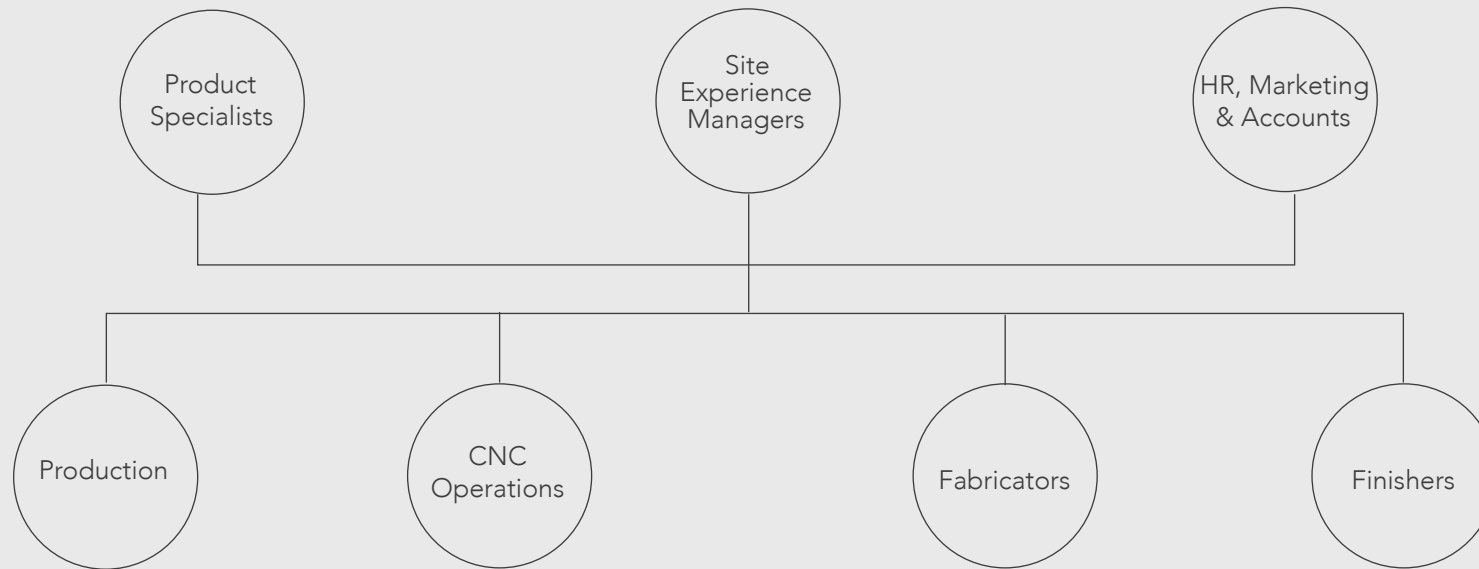 Product
Specialists
Site
Experience
Managers
HR, Marketing
& Accounts
Production
CNC
Operations
Fabricators
Finishers